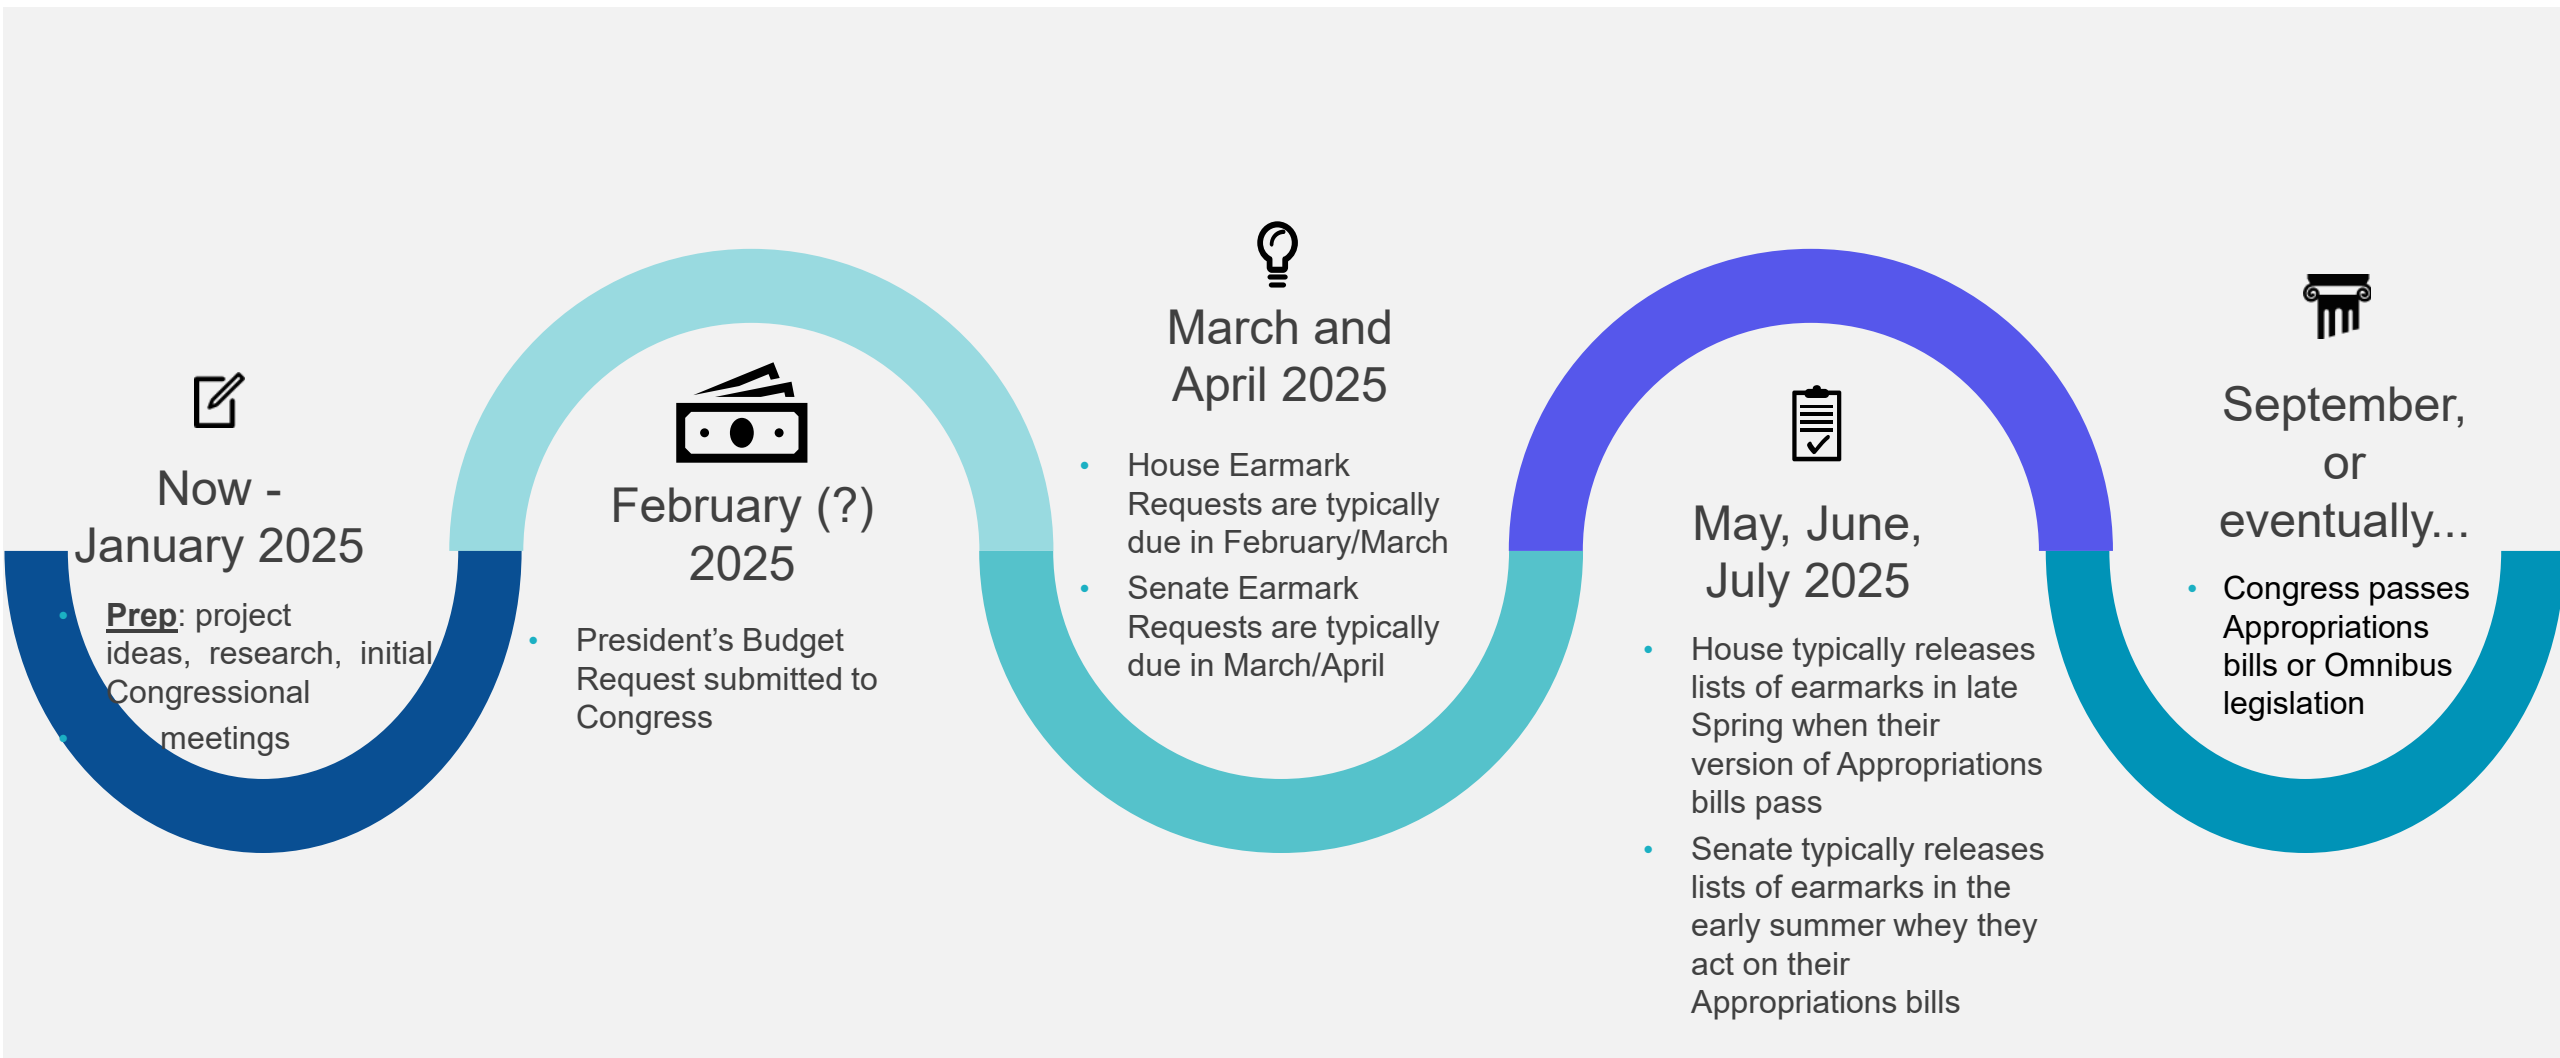 Now -
January 2025
• Prep: project
ideas, research, initial
Congressional
• meetings
February (?)
2025
• President’s Budget
Request submitted to
Congress
March and
April 2025
• House Earmark
Requests are typically
due in February/March
• Senate Earmark
Requests are typically
due in March/April
May, June,
July 2025
• House typically releases
lists of earmarks in late
Spring when their
version of Appropriations
bills pass
• Senate typically releases
lists of earmarks in the
early summer whey they
act on their
Appropriations bills
September,
or
eventually...
• Congress passes
Appropriations
bills or Omnibus
legislation